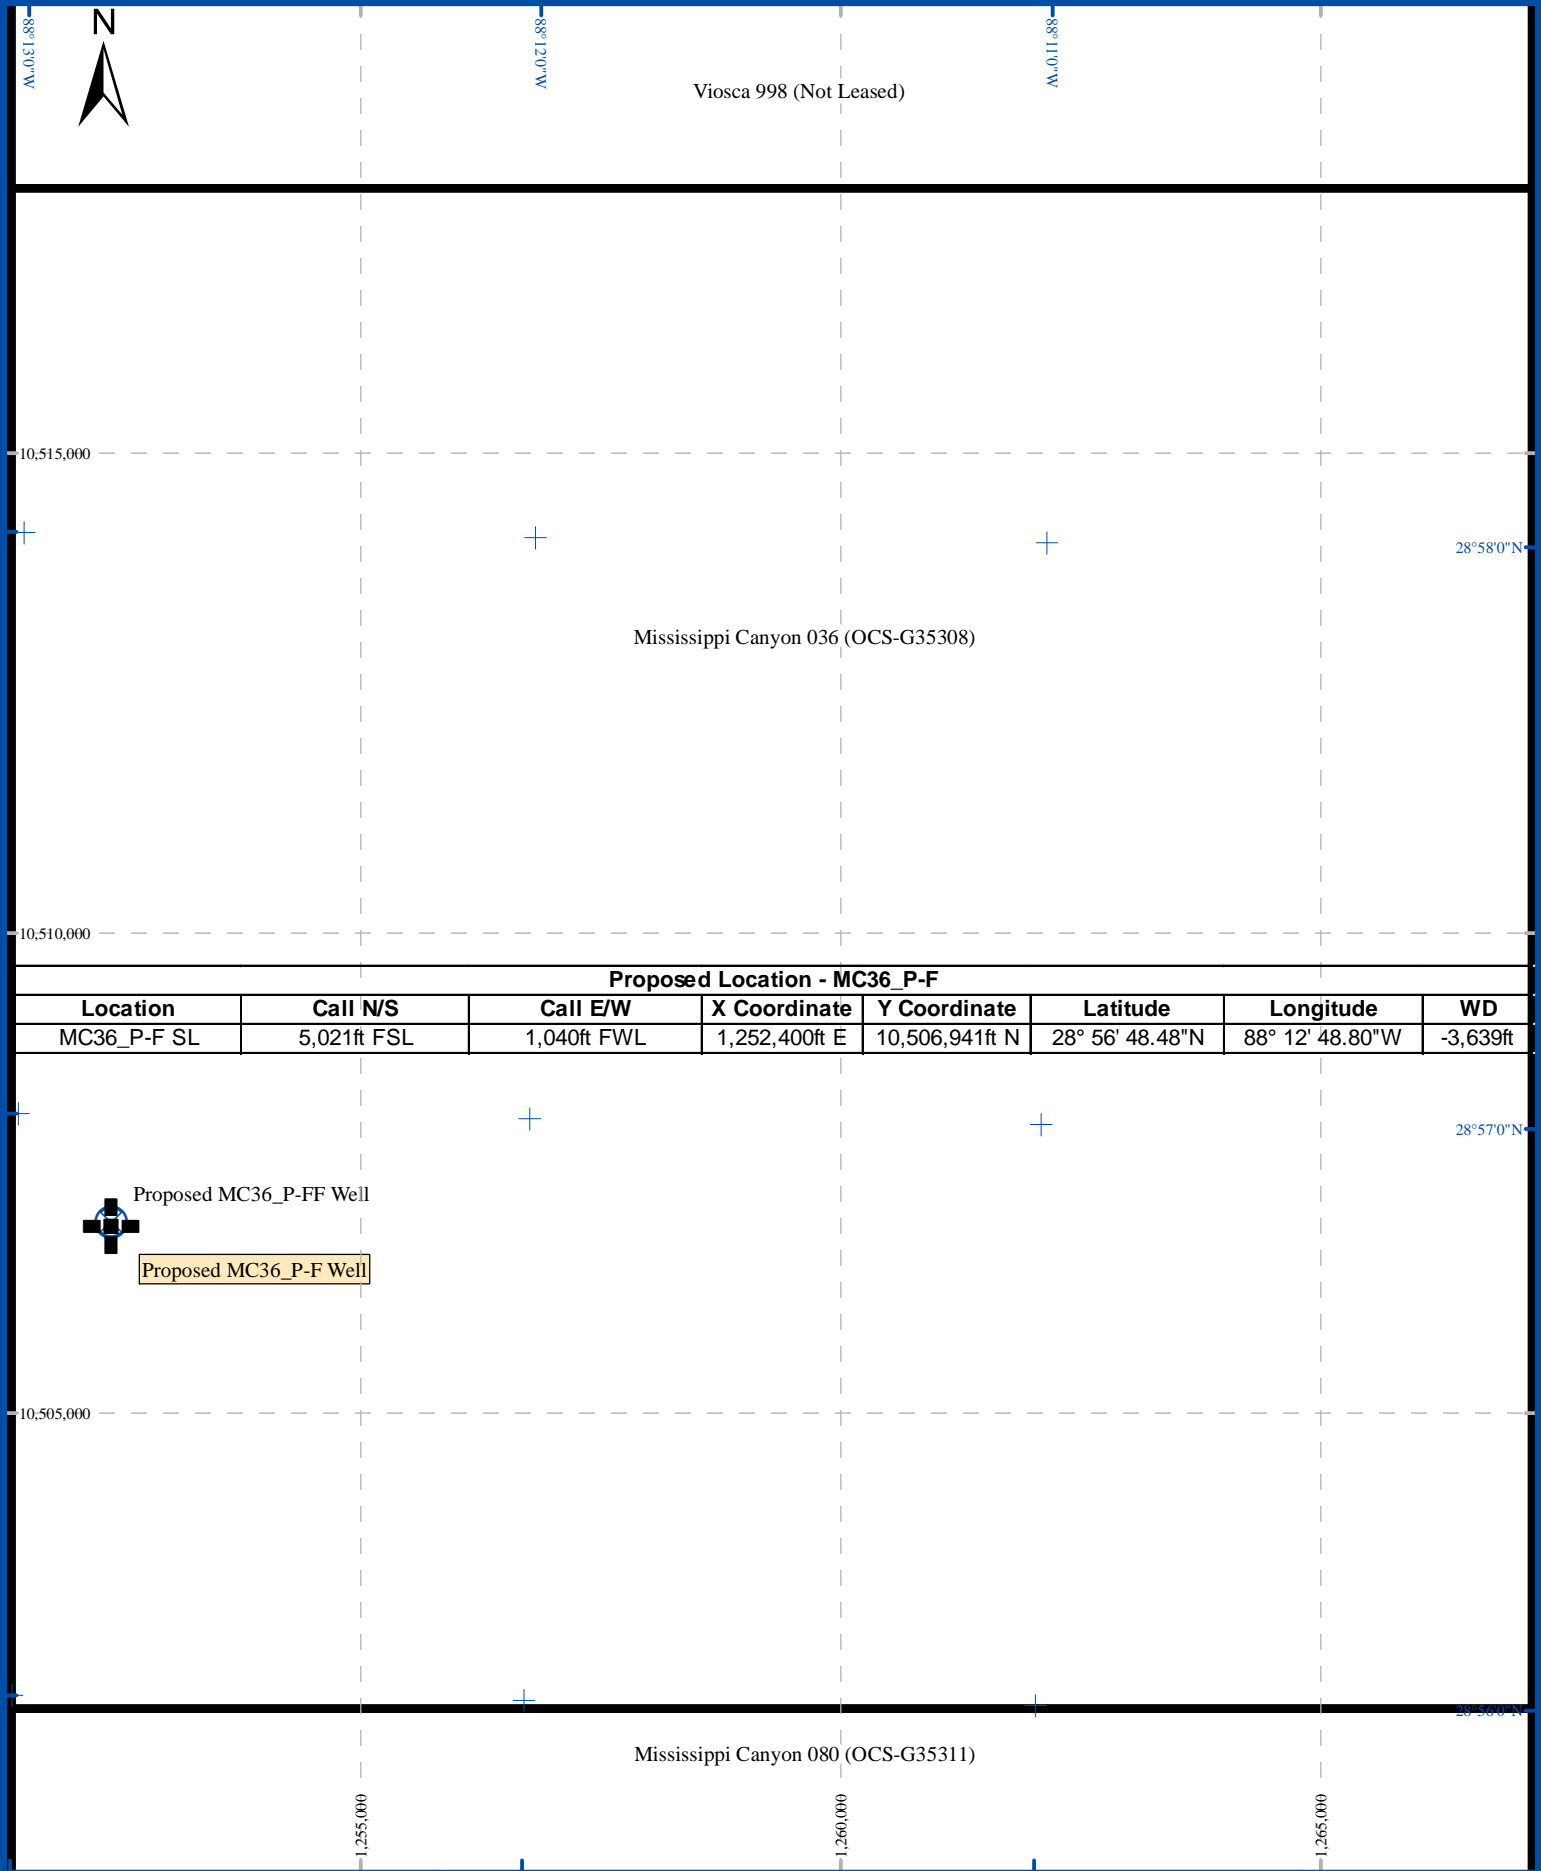 88°13'0"W
88°12'0"W
88°11'0"W
N
Viosca 998 (Not Leased)
10,515,000
28°58'0"N
Mississippi Canyon 036 (OCS-G35308)
10,510,000
Proposed Location - MC36_P-F
Location Call N/S Call E/W X Coordinate Y Coordinate Latitude Longitude WD
MC36_P-F SL 5,021ft FSL 1,040ft FWL 1,252,400ft E 10,506,941ft N 28° 56' 48.48"N 88° 12' 48.80"W -3,639ft
28°57'0"N
Proposed MC36_P-FF Well
Proposed MC36_P-F Well
10,505,000
28°56'0"N
Mississippi Canyon 080 (OCS-G35311)
1,255,000
1,260,000
1,265,000